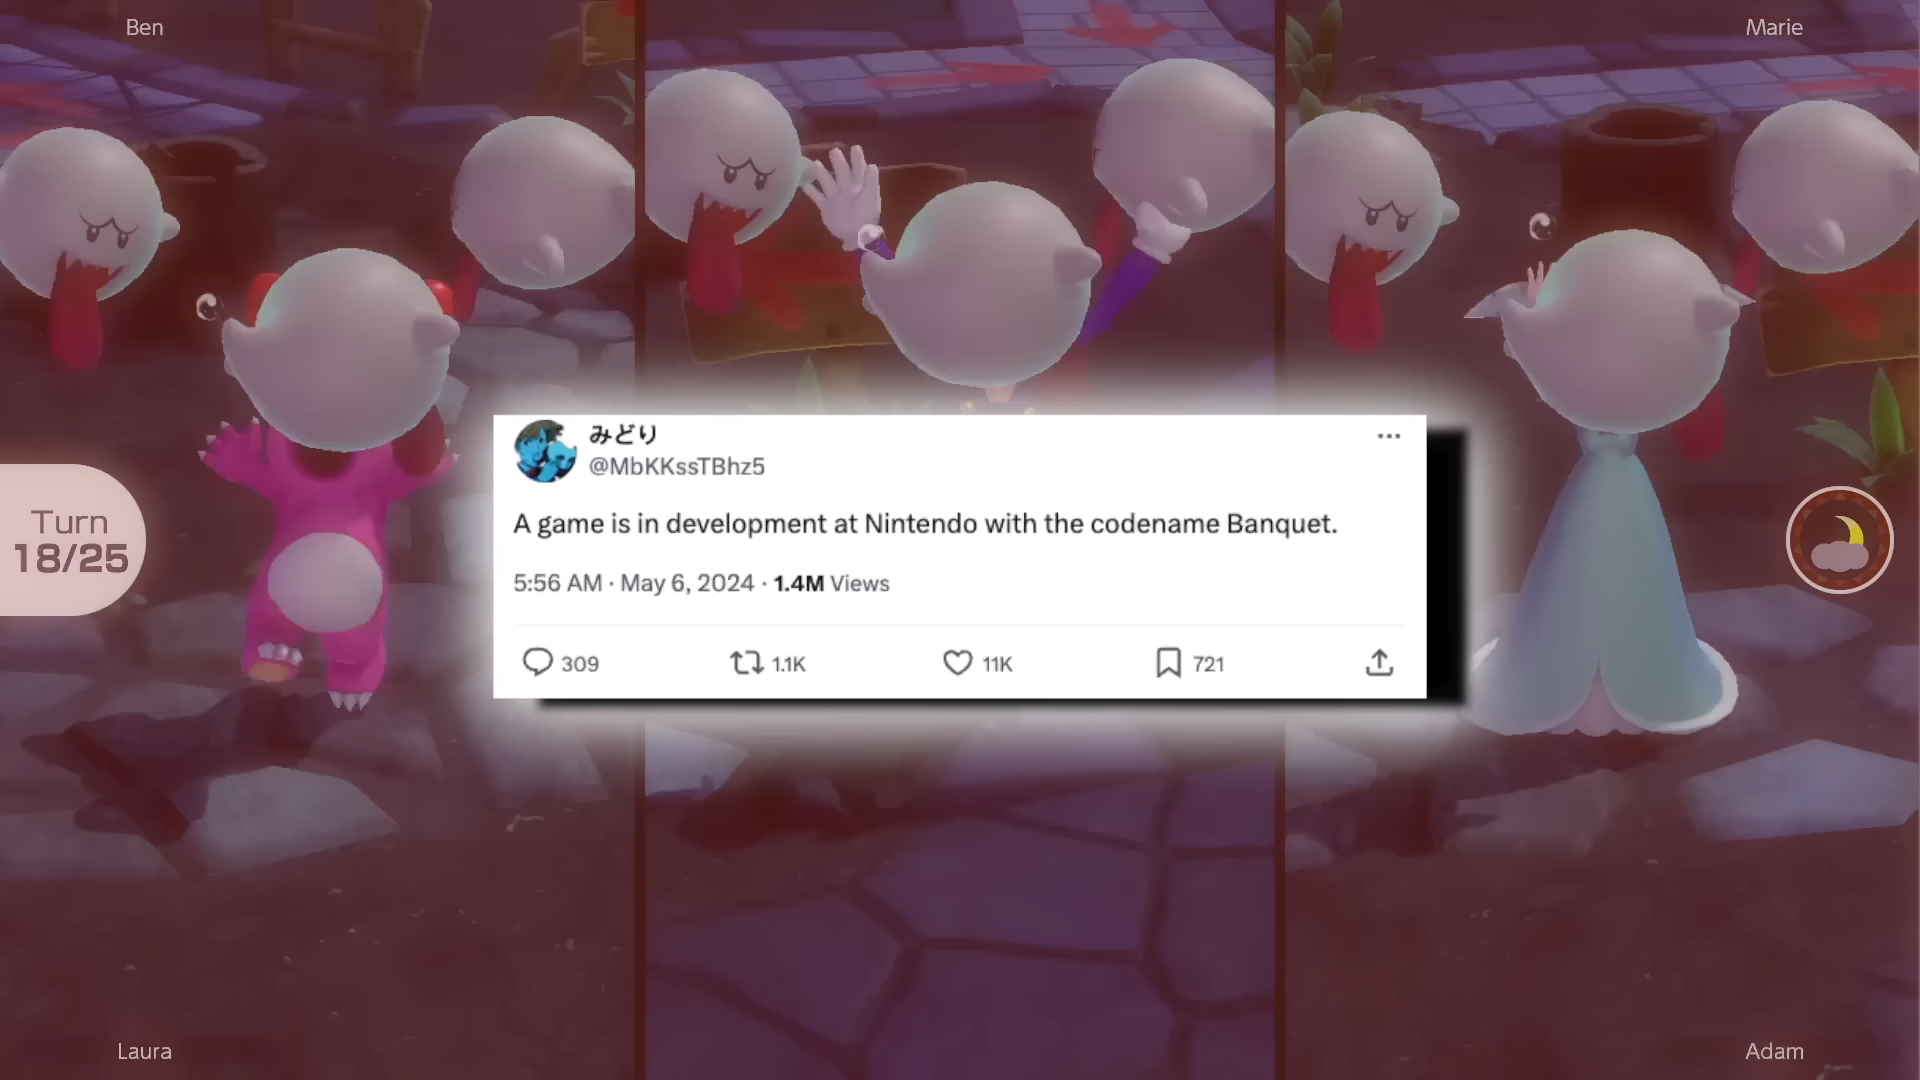 Ben
Marie
みどり
@MbKKssTBhz5
A game is in development at Nintendo with the codename Banquet.
5:56 AM · May 6, 2024 · 1.4M Views
309
1.1K
11K
721
Turn
18/25
Laura
Adam